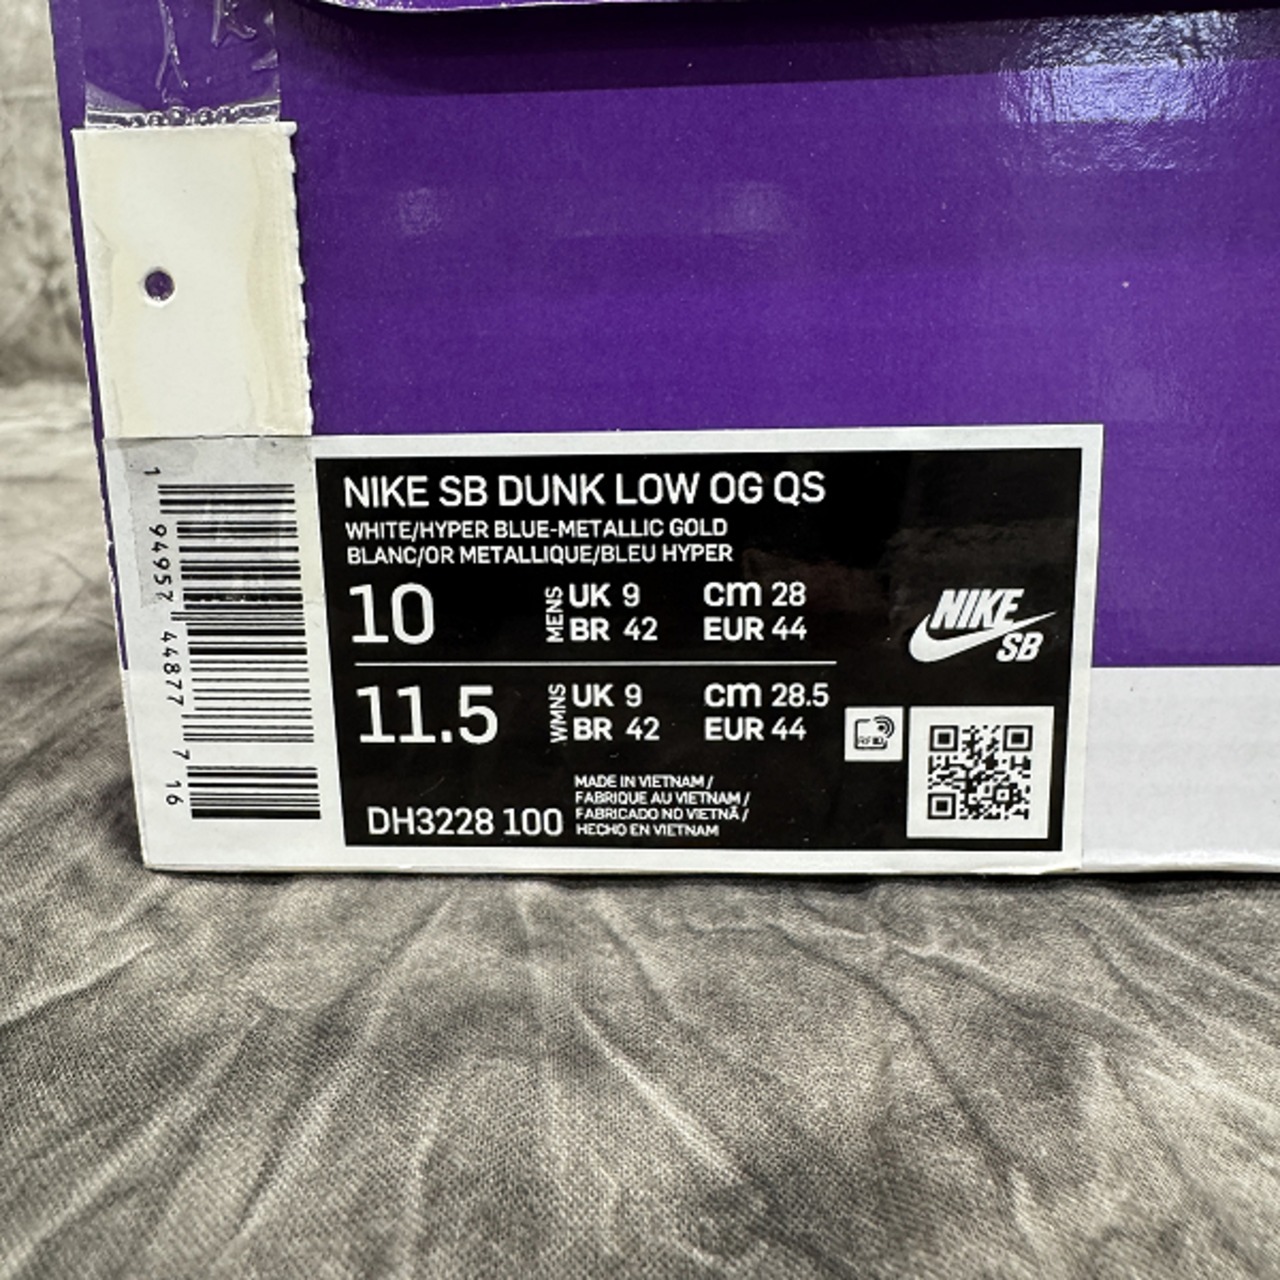 NIKE SB DUNK LOW OG QS
WHITE/HYPER BLUE-METALLIC GOLD
BLANC/OR METALLIQUE/BLEU HYPER
10 MENS UK 9 cm 28
BR 42 EUR 44
11.5 WMNS UK 9 cm 28.5
BR 42 EUR 44
DH3228 100
MADE IN VIETNAM /
FABRIQUE AU VIETNAM /
FABRICADO NO VIETNÃ /
HECHO EN VIETNAM
NIKE
SB
RFID
1 94957 44877 7 16